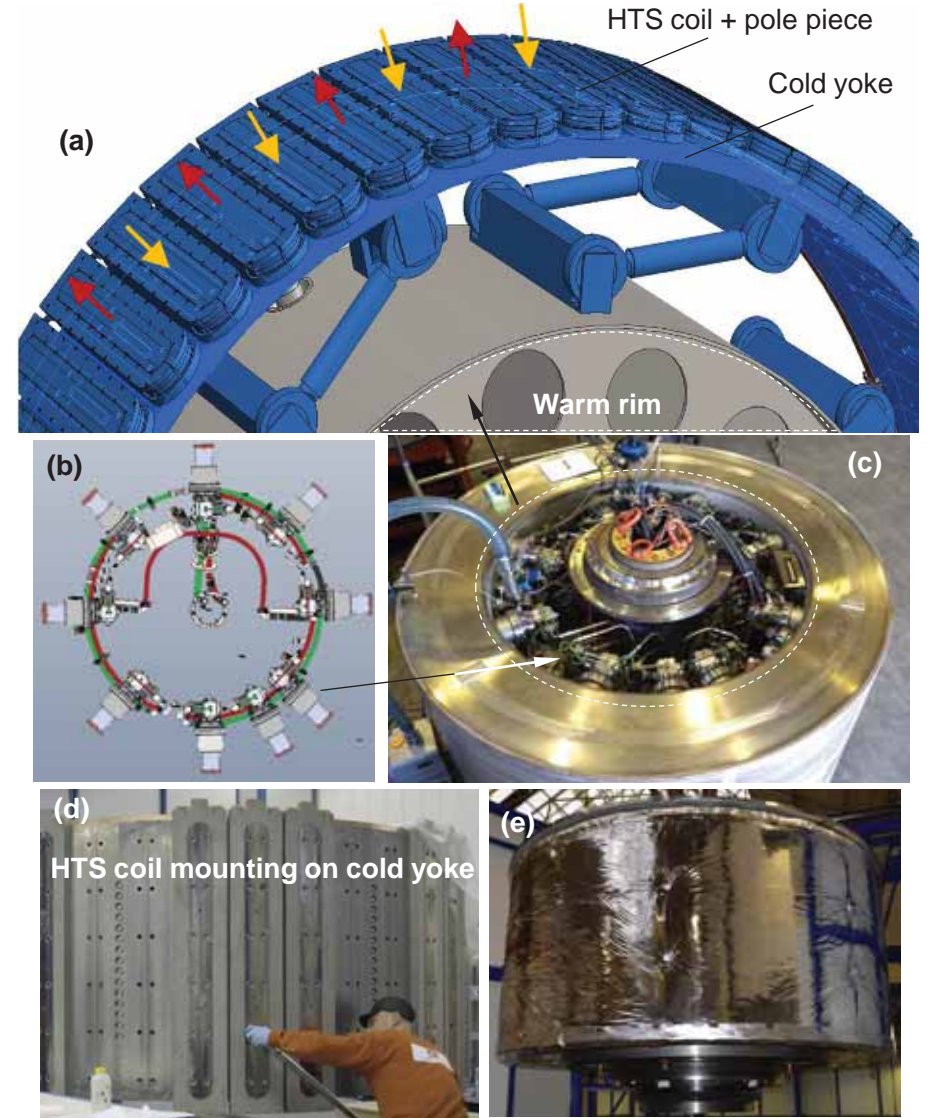 HTS coil + pole piece
Cold yoke
(a)
Warm rim
(b)
(c)
(d)
HTS coil mounting on cold yoke
(e)